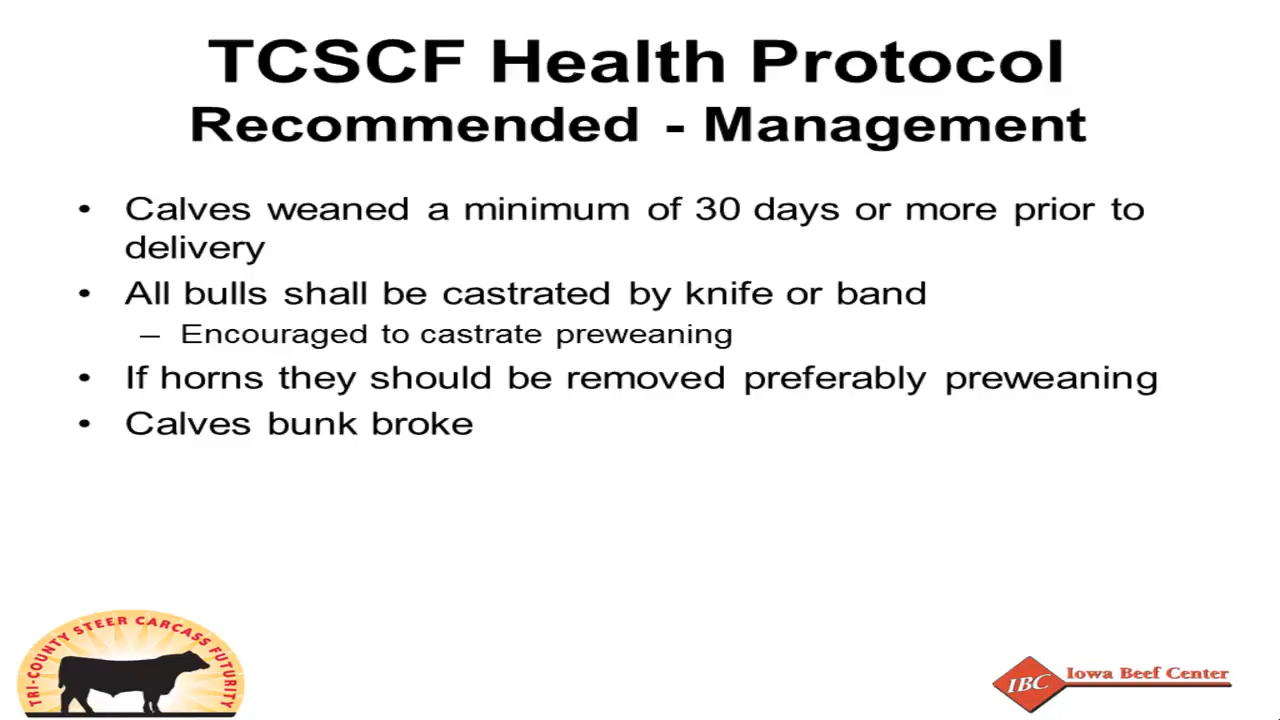 TCSCF Health Protocol
Recommended - Management
• Calves weaned a minimum of 30 days or more prior to
delivery
• All bulls shall be castrated by knife or band
– Encouraged to castrate preweaning
• If horns they should be removed preferably preweaning
• Calves bunk broke
TRI-COUNTY STEER CARCASS FUTURITY
IBC Iowa Beef Center